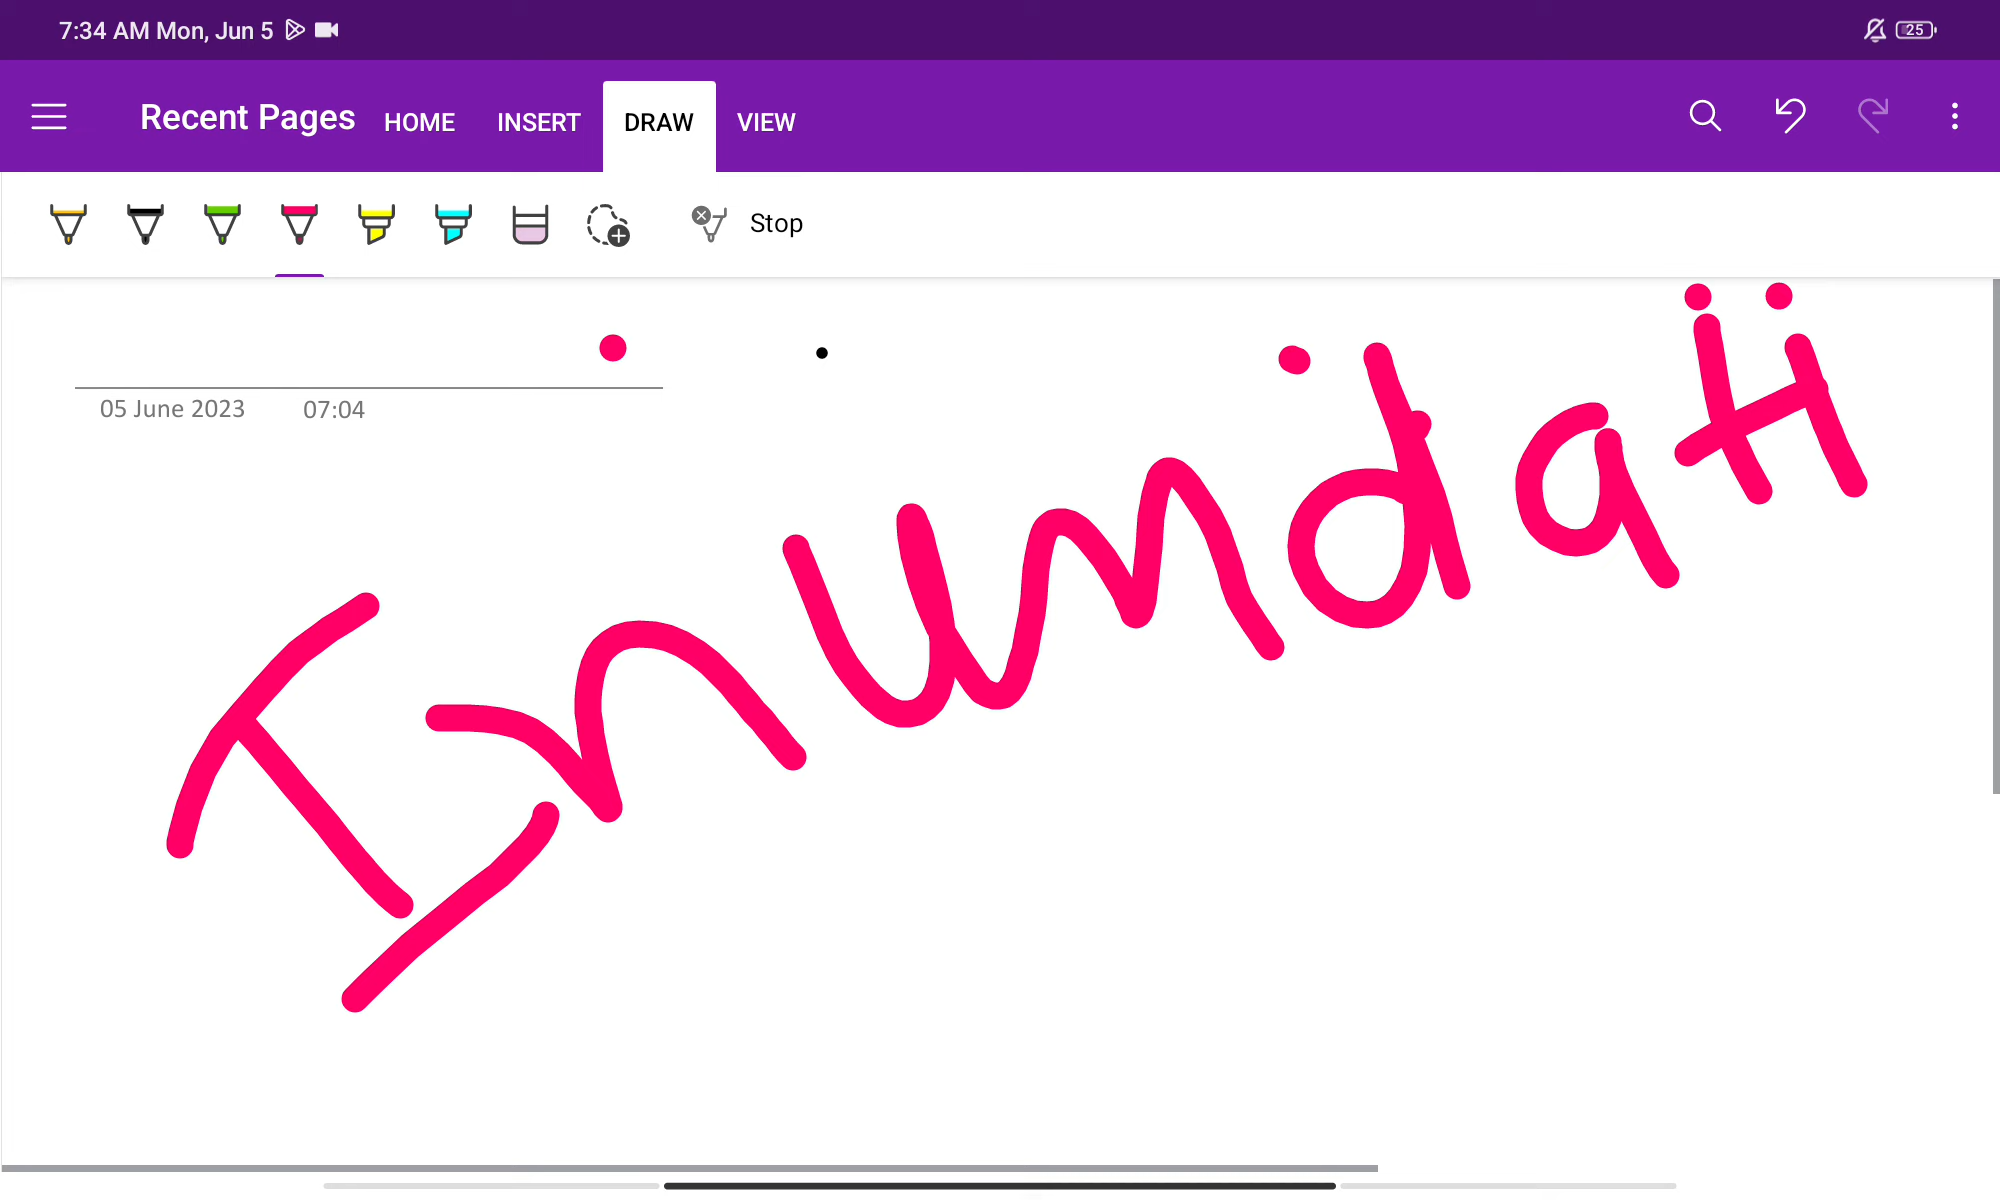 7:34 AM Mon, Jun 5 25
Recent Pages HOME INSERT DRAW VIEW
Stop
05 June 2023 07:04
InundaH